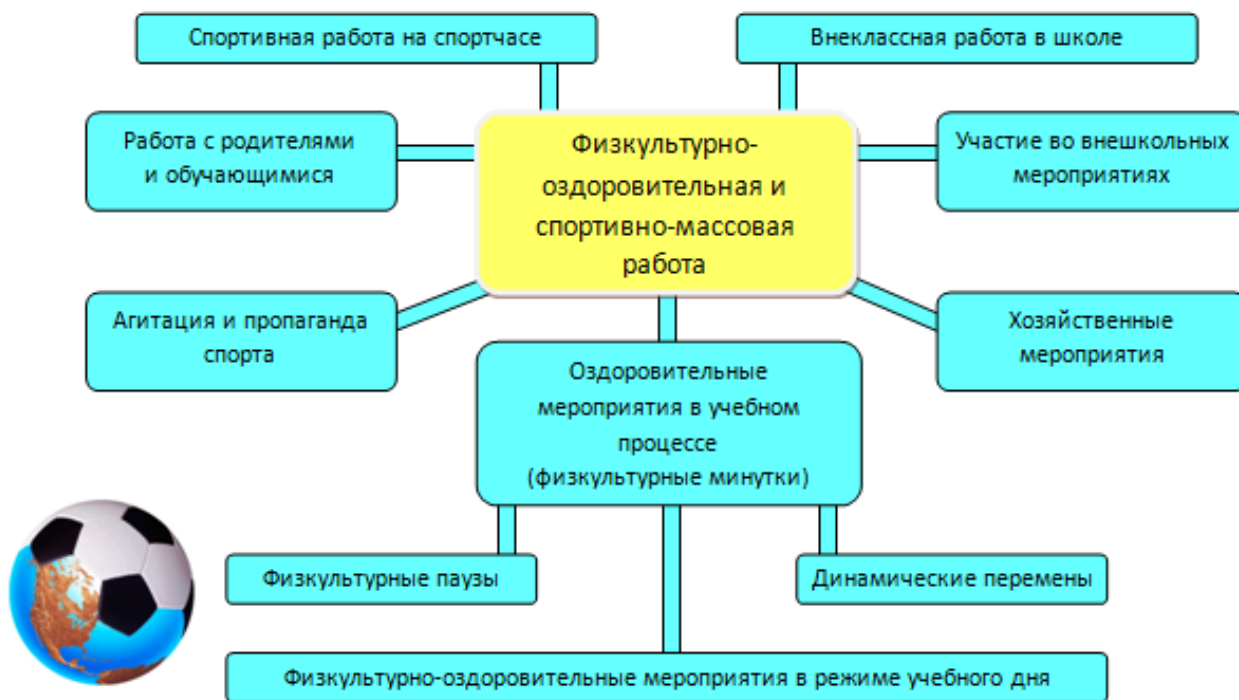 Спортивная работа на спортчасе
Внеклассная работа в школе
Работа с родителями
и обучающимися
Физкультурно-
оздоровительная и
спортивно-массовая
работа
Участие во внешкольных
мероприятиях
Агитация и пропаганда
спорта
Хозяйственные
мероприятия
Оздоровительные
мероприятия в учебном
процессе
(физкультурные минутки)
Физкультурные паузы
Динамические перемены
Физкультурно-оздоровительные мероприятия в режиме учебного дня